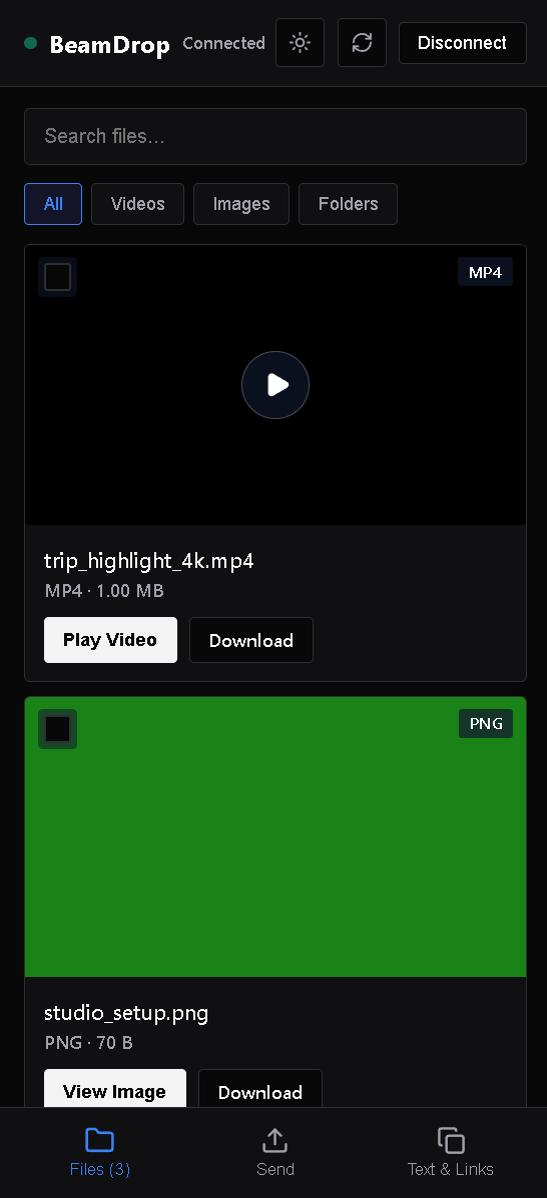 BeamDrop Connected Disconnect
Search files...
All Videos Images Folders
MP4
trip_highlight_4k.mp4
MP4 · 1.00 MB
Play Video Download
PNG
studio_setup.png
PNG · 70 B
View Image Download
Files (3) Send Text & Links